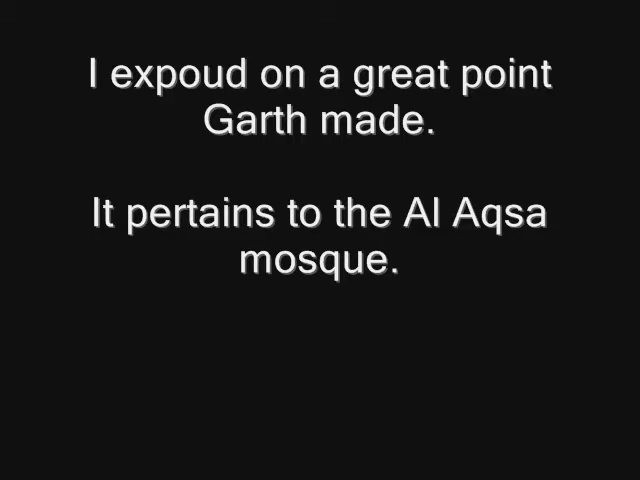 I expoud on a great point
Garth made.
It pertains to the Al Aqsa
mosque.